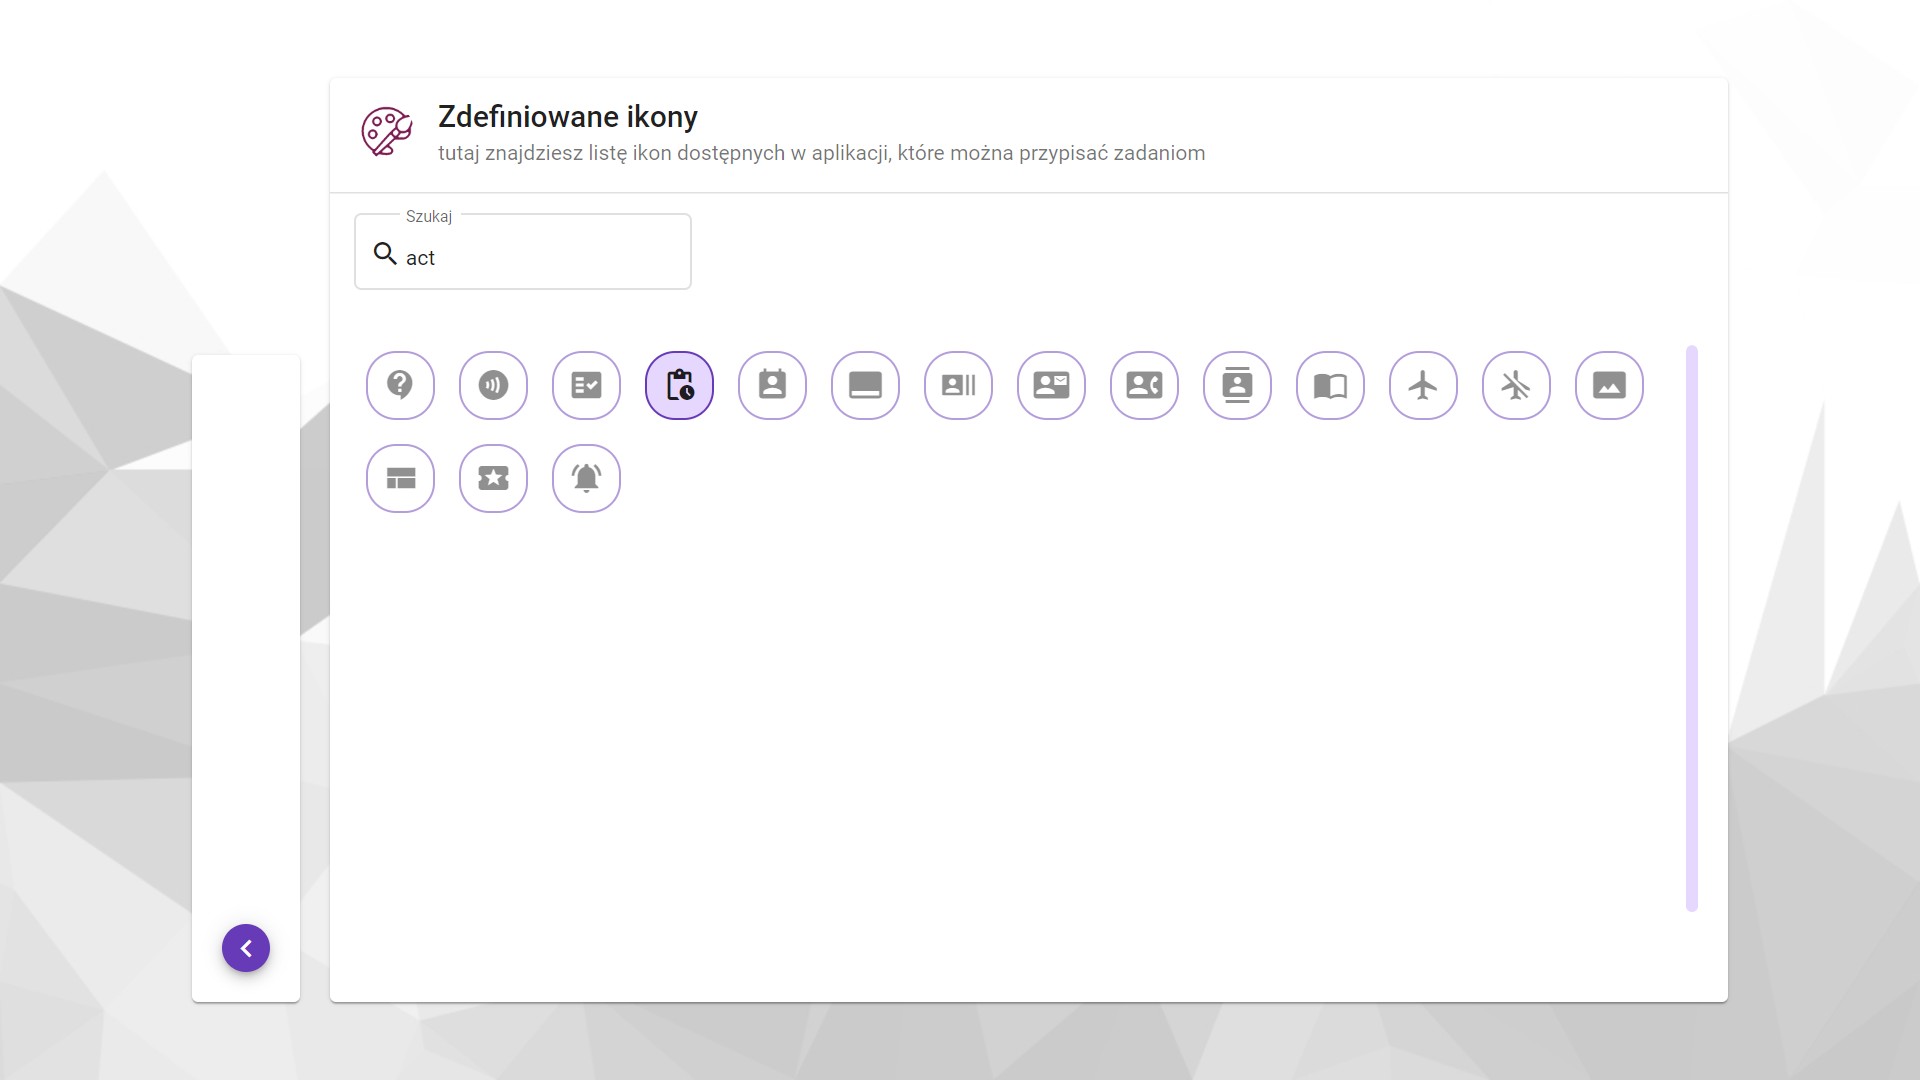 Zdefiniowane ikony
tutaj znajdziesz listę ikon dostępnych w aplikacji, które można przypisać zadaniom
Szukaj
act